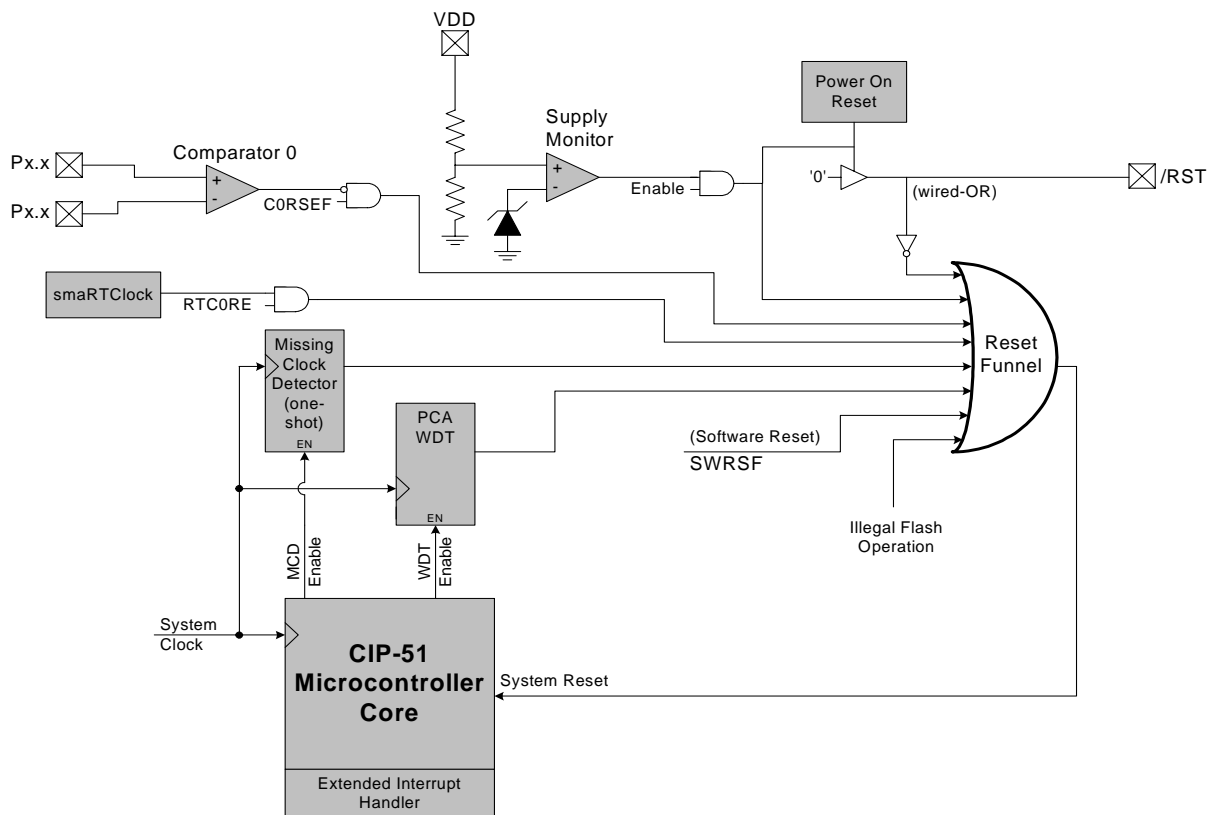 VDD
Power On
Reset
Supply
Monitor
Comparator 0
Px.x
+
-
+
-
'0'
/RST
Enable
(wired-OR)
C0RSEF
Px.x
smaRTClock
RTC0RE
Missing
Clock
Detector
(one-
shot)
EN
Reset
Funnel
PCA
WDT
EN
(Software Reset)
SWRSF
Illegal Flash
Operation
MCD
Enable
WDT
Enable
System
Clock
CIP-51
Microcontroller
Core
System Reset
Extended Interrupt
Handler